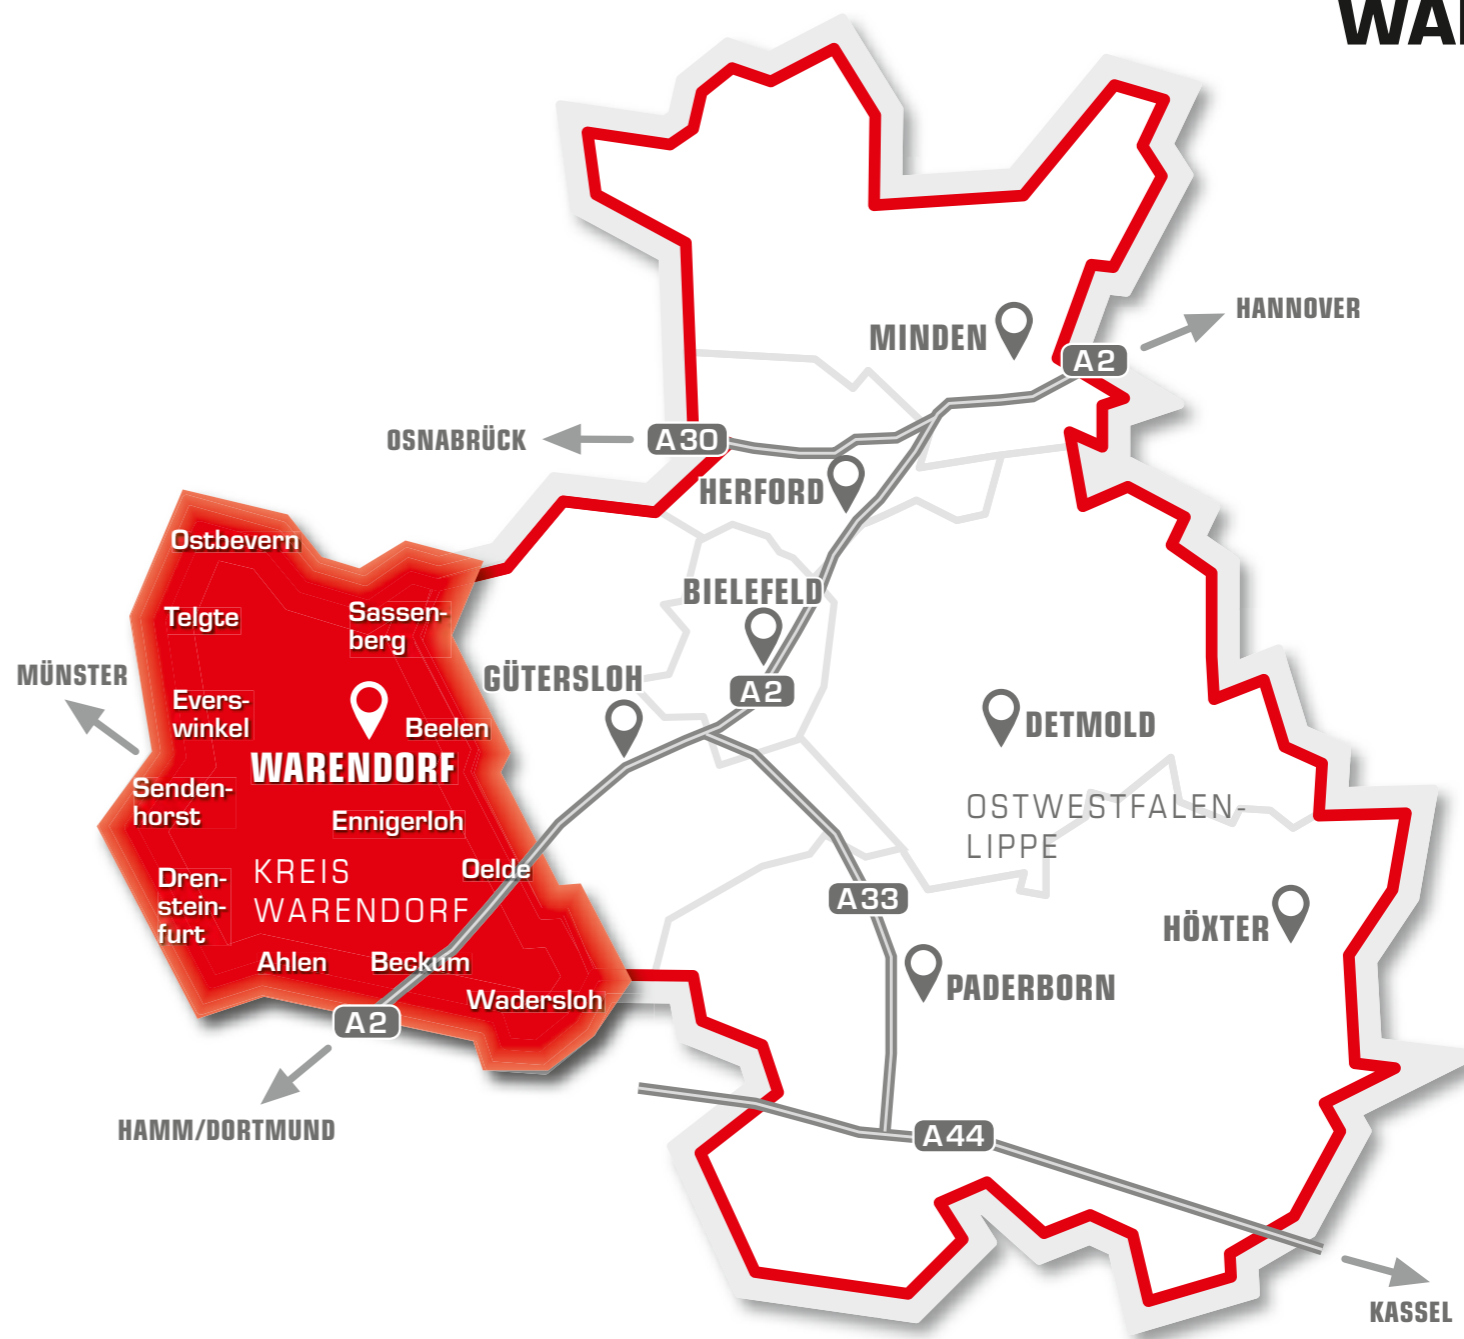 WA
HANNOVER
MINDEN
A2
OSNABRÜCK
A30
HERFORD
Ostbevern
BIELEFELD
Telgte
Sassen-
berg
MÜNSTER
GÜTERSLOH
A2
Evers-
winkel
Beelen
DETMOLD
WARENDORF
Senden-
horst
OSTWESTFALEN-
LIPPE
Ennigerloh
KREIS
WARENDORF
Oelde
Dren-
stein-
furt
A33
HÖXTER
Ahlen
Beckum
PADERBORN
Wadersloh
A2
HAMM/DORTMUND
A44
KASSEL